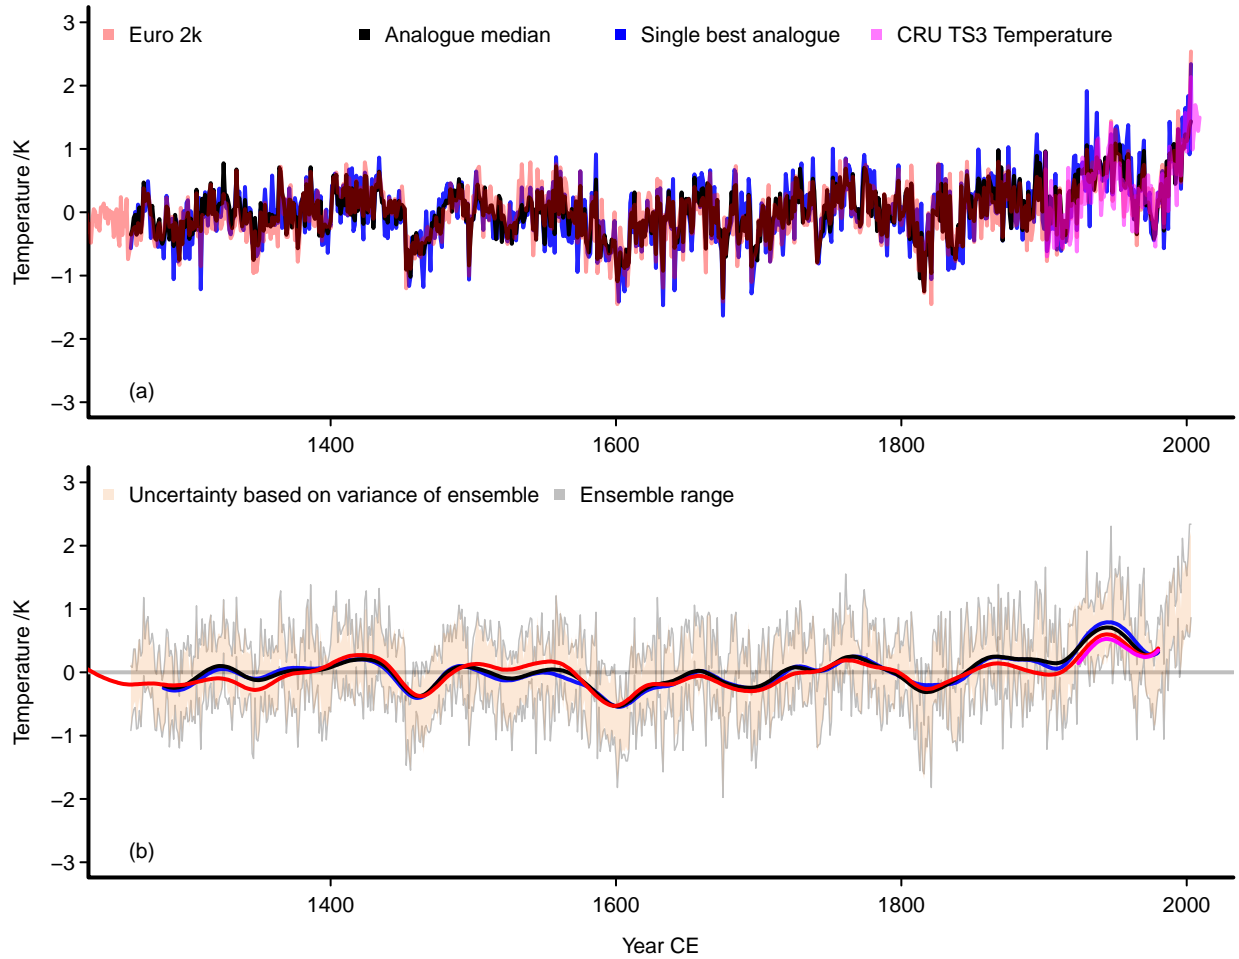 3
Euro 2k Analogue median Single best analogue CRU TS3 Temperature
2
1
0
−1
−2
−3
Temperature /K
(a)
1400 1600 1800 2000
3
Uncertainty based on variance of ensemble Ensemble range
2
1
0
−1
−2
−3
Temperature /K
(b)
1400 1600 1800 2000
Year CE